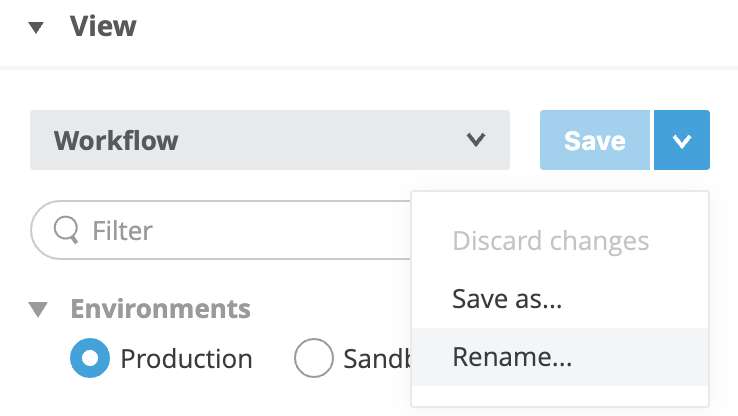 View
Workflow
Save
Filter
Discard changes
Save as...
Environments
Rename...
Production